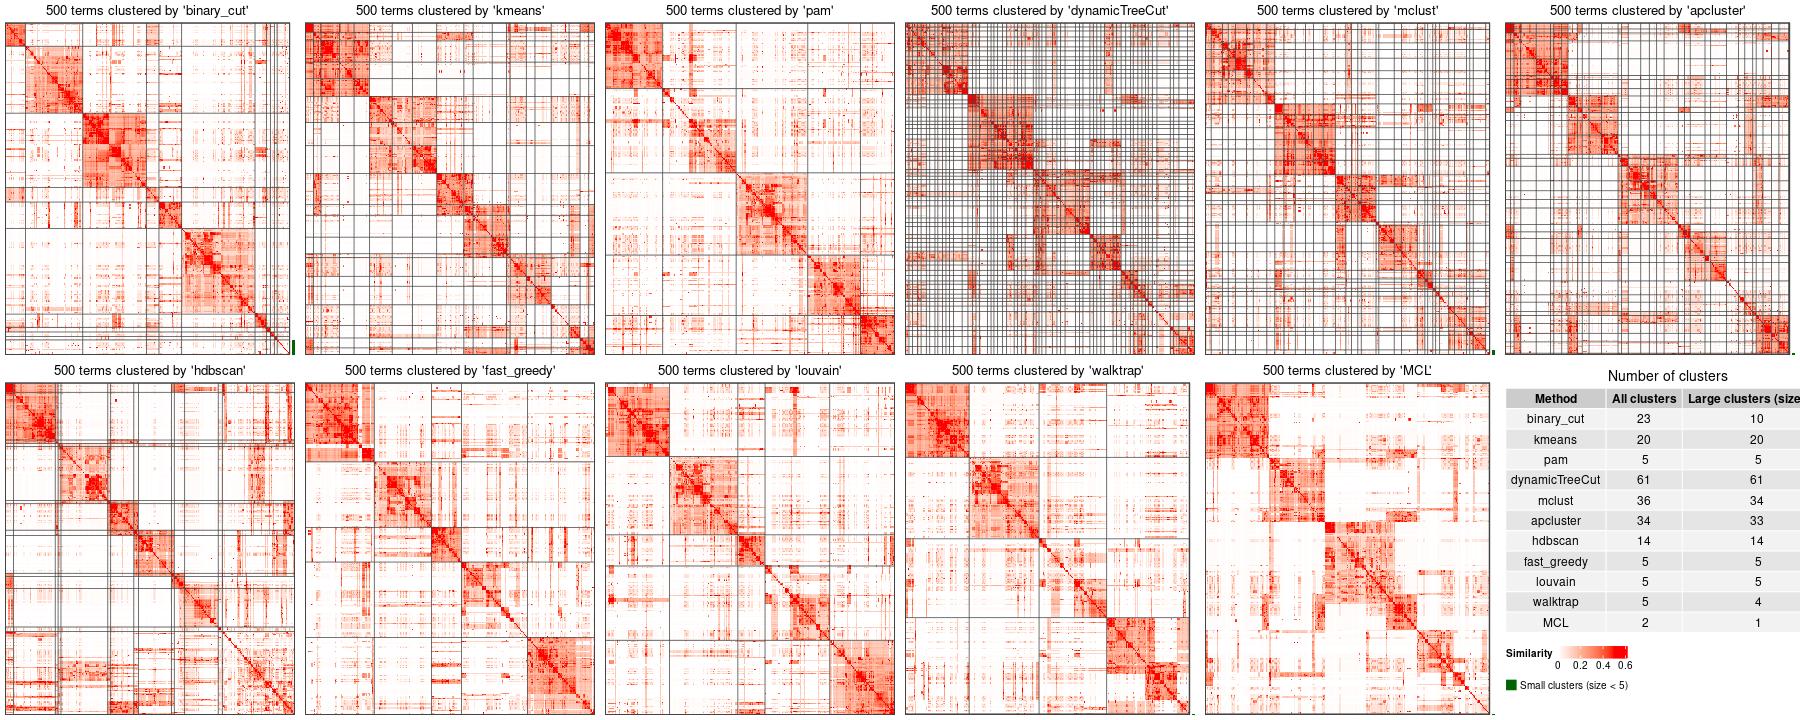 500 terms clustered by 'binary_cut'
500 terms clustered by 'kmeans'
500 terms clustered by 'pam'
500 terms clustered by 'dynamicTreeCut'
500 terms clustered by 'mclust'
500 terms clustered by 'apcluster'
500 terms clustered by 'hdbscan'
500 terms clustered by 'fast_greedy'
500 terms clustered by 'louvain'
500 terms clustered by 'walktrap'
500 terms clustered by 'MCL'
Number of clusters
Method All clusters Large clusters (size
binary_cut 23 10
kmeans 20 20
pam 5 5
dynamicTreeCut 61 61
mclust 36 34
apcluster 34 33
hdbscan 14 14
fast_greedy 5 5
louvain 5 5
walktrap 5 4
MCL 2 1
Similarity
0 0.2 0.4 0.6
Small clusters (size < 5)